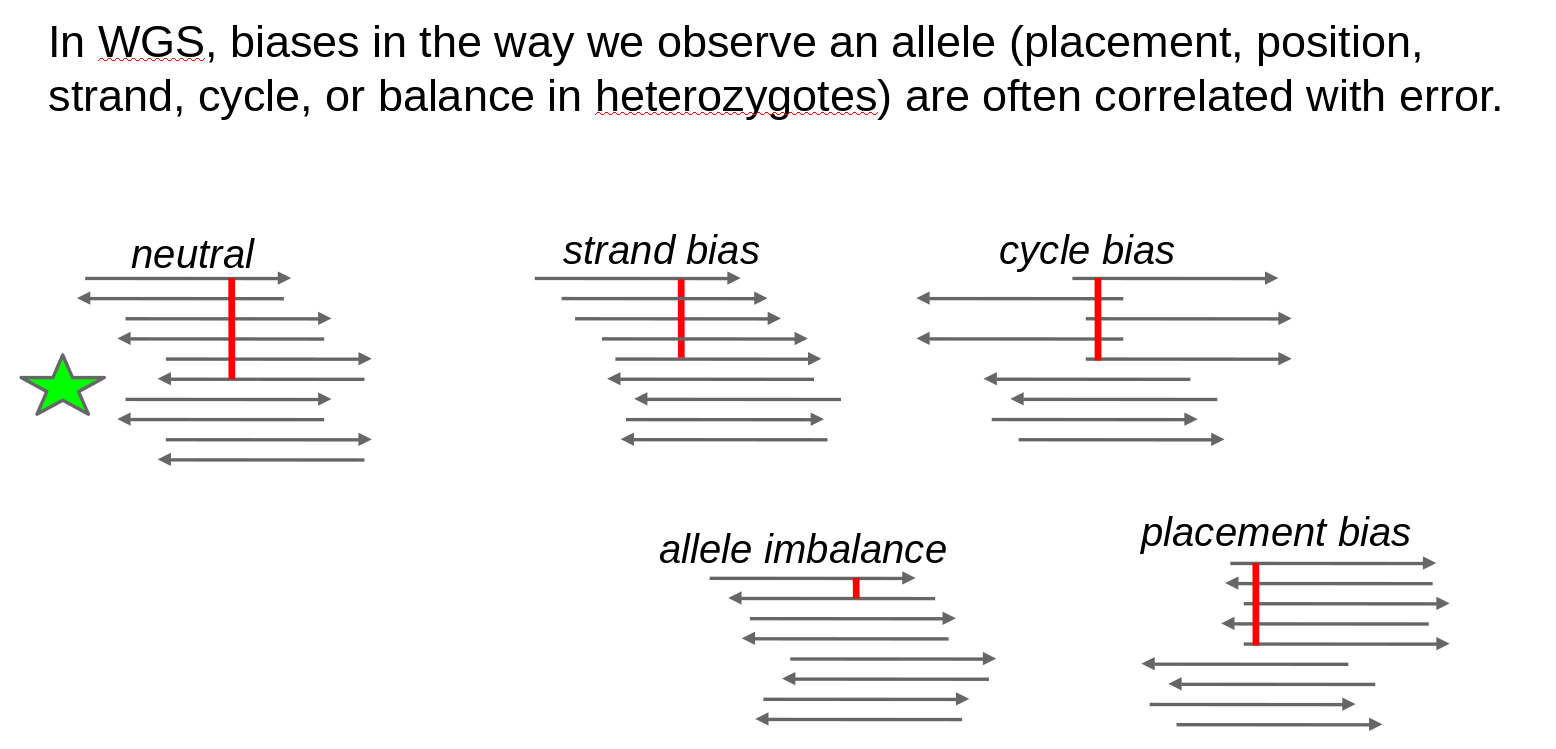 In WGS, biases in the way we observe an allele (placement, position,
strand, cycle, or balance in heterozygotes) are often correlated with error.
neutral
strand bias
cycle bias
allele imbalance
placement bias